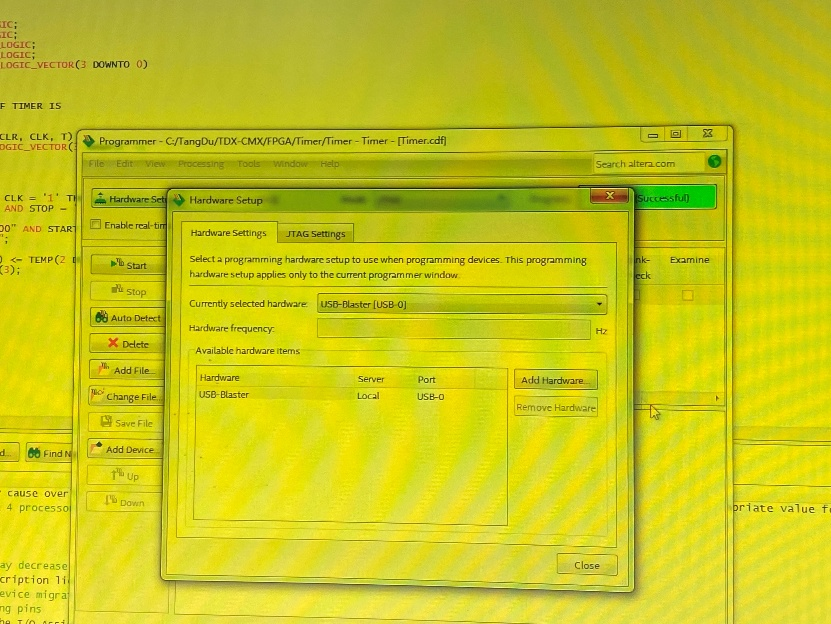 IC;
IC;
LOGIC;
LOGIC;
LOGIC_VECTOR(3 DOWNTO 0)
F TIMER IS
CLR, CLK, T)
OGIC_VECTOR(
CLK = '1' TH
AND STOP =
00" AND START
";
) <= TEMP(2 D
(3);
Programmer - C:/TangDu/TDX-CMX/FPGA/Timer/Timer - Timer - [Timer.cdf]
File Edit View Processing Tools Window Help
Search altera.com
Hardware Setu
(Successful)
Enable real-tim
Start
Stop
Auto Detect
Delete
Add File...
Change File
Save File
Add Device...
Up
Down
nk-
eck
Examine
Hardware Setup
Hardware Settings
JTAG Settings
Select a programming hardware setup to use when programming devices. This programming
hardware setup applies only to the current programmer window.
Currently selected hardware:
USB-Blaster [USB-0]
Hardware frequency:
Hz
Available hardware items
Hardware Server Port
USB-Blaster Local USB-0
Add Hardware...
Remove Hardware
Close
d...
Find N
cause over
4 processo
priate value fo
ay decrease
cription li
evice migra
ng pins
he I/O Assi